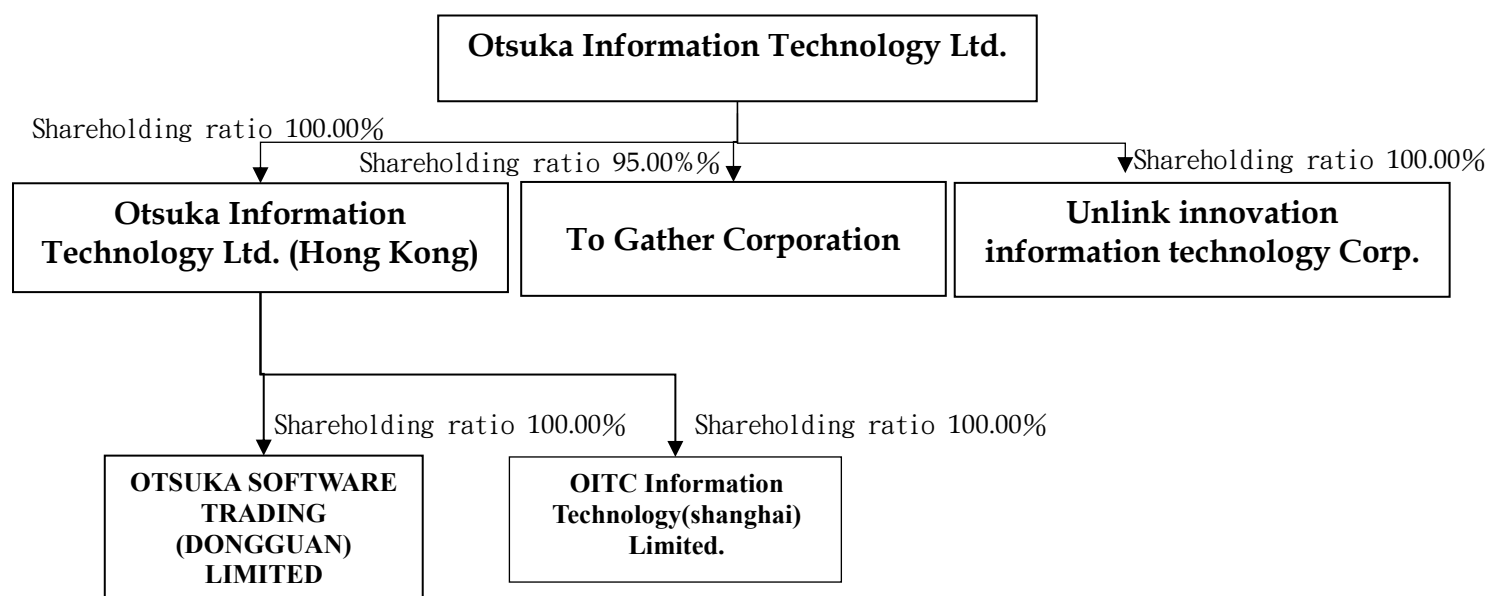 Otsuka Information Technology Ltd.
Shareholding ratio 100.00%
Shareholding ratio 95.00%%
Shareholding ratio 100.00%
Otsuka Information
Technology Ltd. (Hong Kong)
To Gather Corporation
Unlink innovation
information technology Corp.
Shareholding ratio 100.00%
Shareholding ratio 100.00%
OTSUKA SOFTWARE
TRADING
(DONGGUAN)
LIMITED
OITC Information
Technology(shanghai)
Limited.